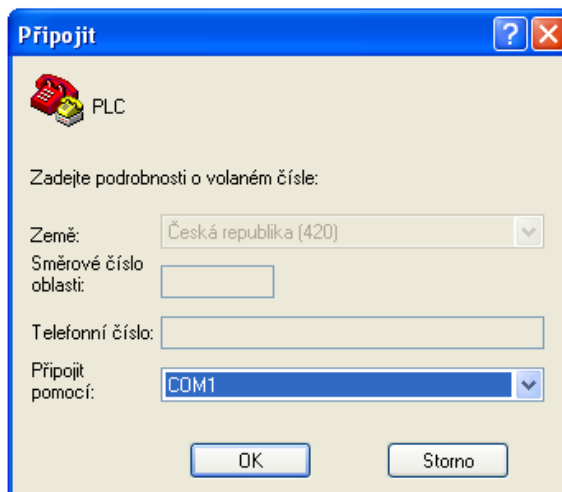 Připojit
PLC
Zadejte podrobnosti o volaném čísle:
Země:
Česká republika (420)
Směrové číslo
oblasti:
Telefonní číslo:
Připojit
pomocí:
COM1
OK
Storno